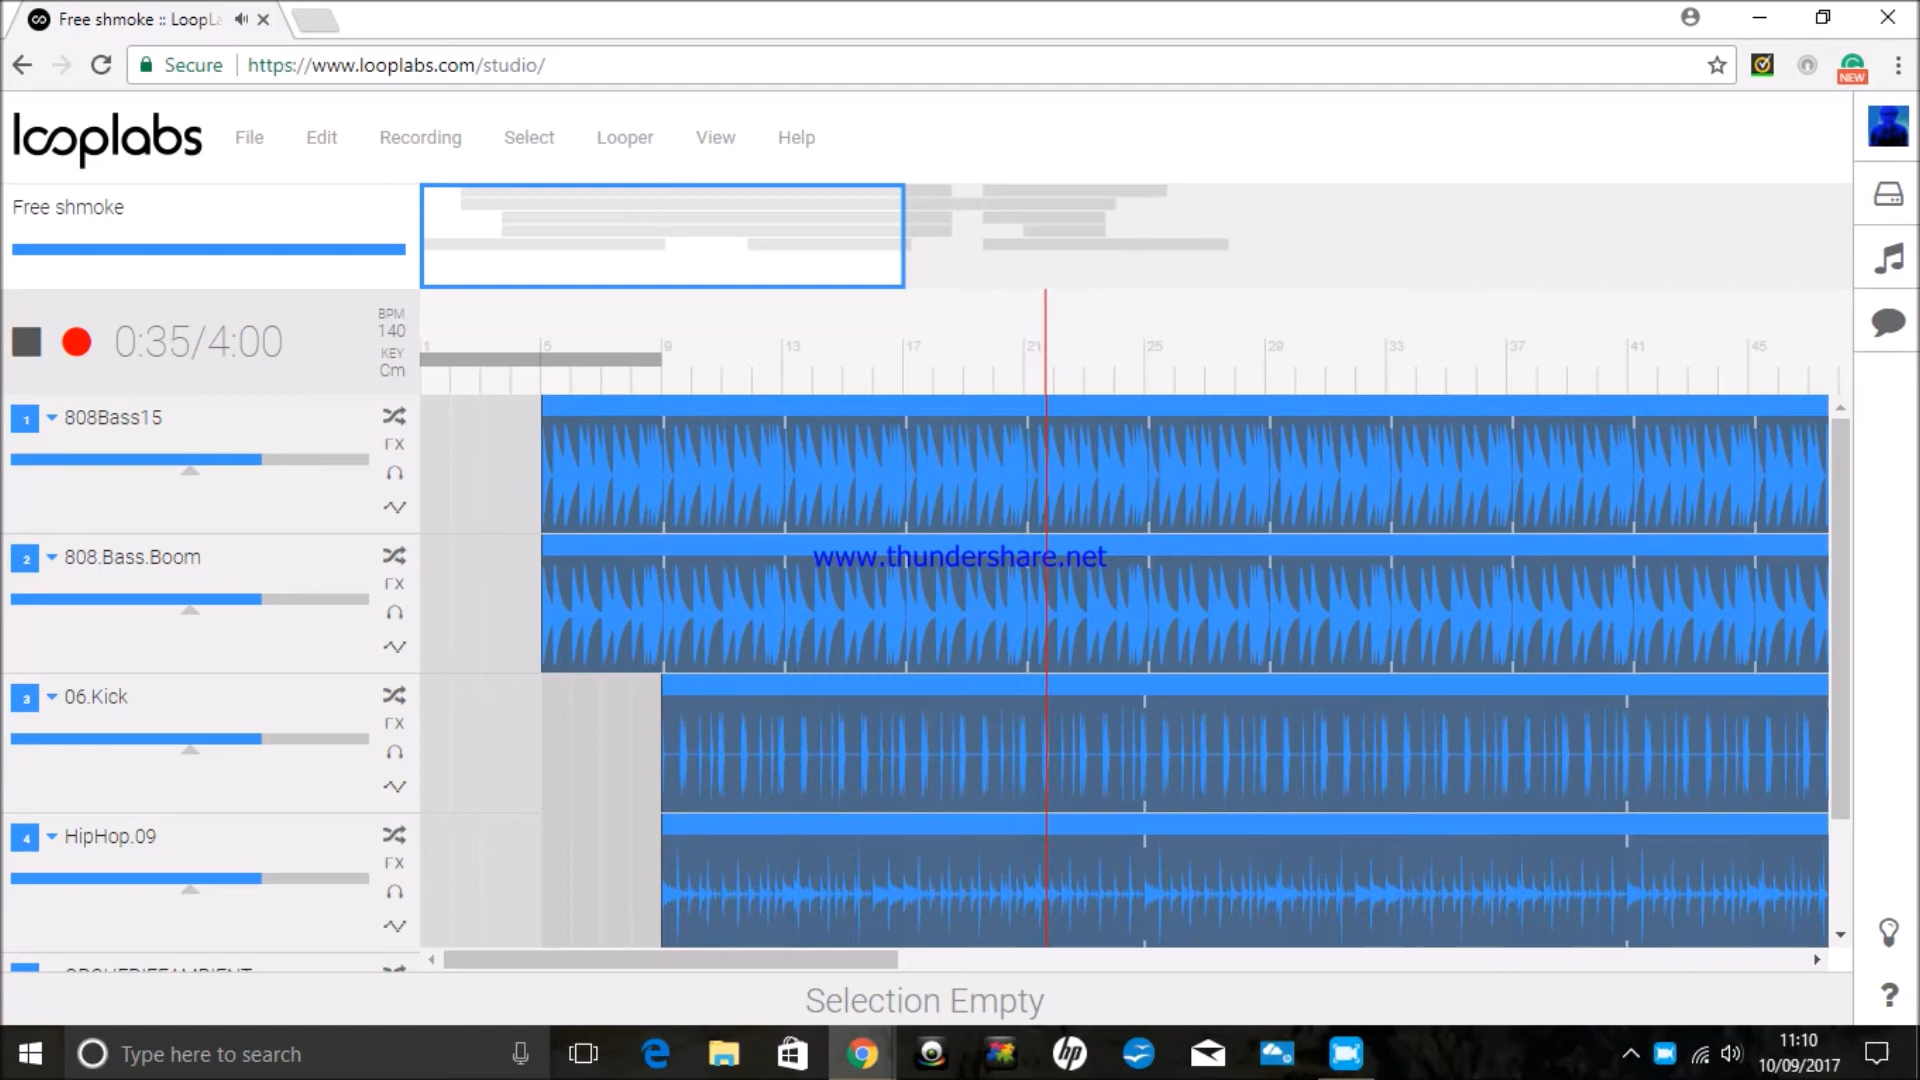 Free shmoke :: LoopLa
Secure
https://www.looplabs.com/studio/
NEW
looplabs
File
Edit
Recording
Select
Looper
View
Help
Free shmoke
0:35/4:00
BPM
140
KEY
Cm
1
5
9
13
17
21
25
29
33
37
41
45
1
808Bass15
FX
2
808.Bass.Boom
FX
www.thundershare.net
3
06.Kick
FX
4
HipHop.09
FX
Selection Empty
Type here to search
hp
11:10
10/09/2017